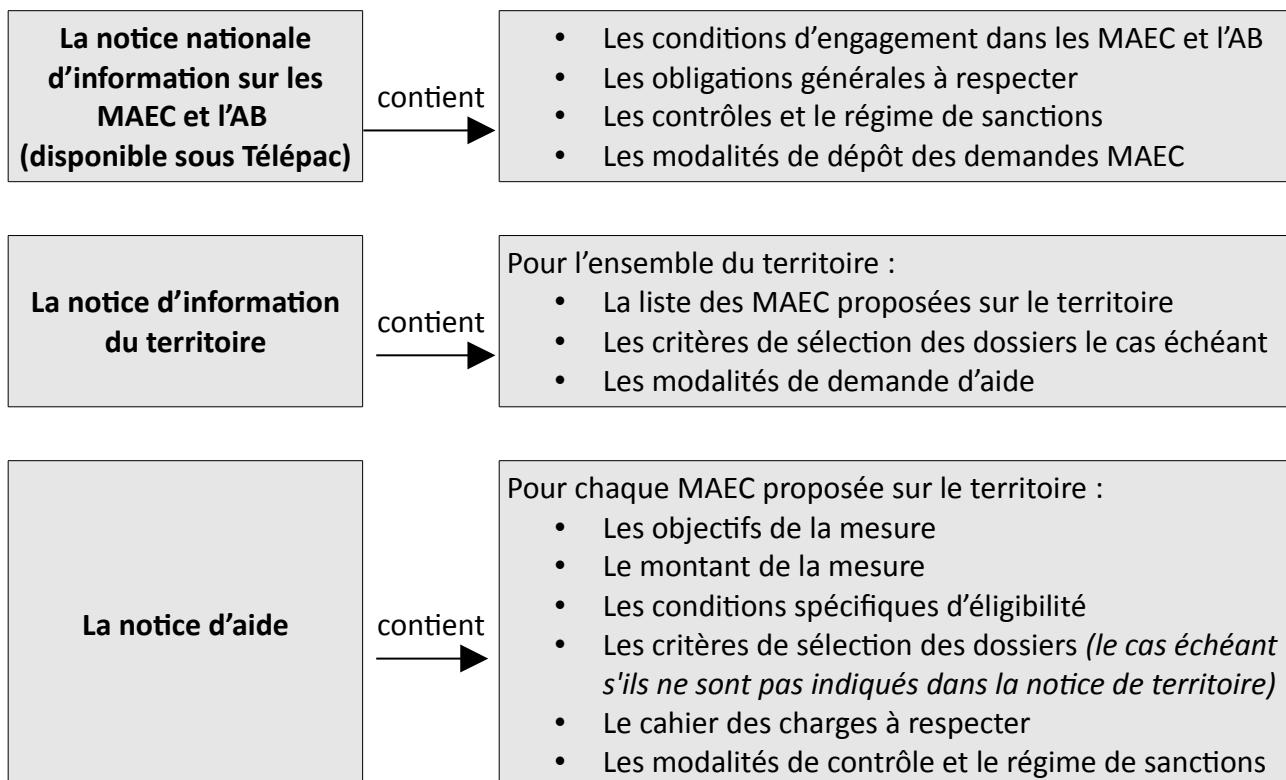 La notice nationale
d’information sur les
MAEC et l’AB
(disponible sous Télépac)
contient
• Les conditions d’engagement dans les MAEC et l’AB
• Les obligations générales à respecter
• Les contrôles et le régime de sanctions
• Les modalités de dépôt des demandes MAEC
La notice d’information
du territoire
contient
Pour l’ensemble du territoire :
• La liste des MAEC proposées sur le territoire
• Les critères de sélection des dossiers le cas échéant
• Les modalités de demande d’aide
La notice d’aide
contient
Pour chaque MAEC proposée sur le territoire :
• Les objectifs de la mesure
• Le montant de la mesure
• Les conditions spécifiques d’éligibilité
• Les critères de sélection des dossiers (le cas échéant
s'ils ne sont pas indiqués dans la notice de territoire)
• Le cahier des charges à respecter
• Les modalités de contrôle et le régime de sanctions